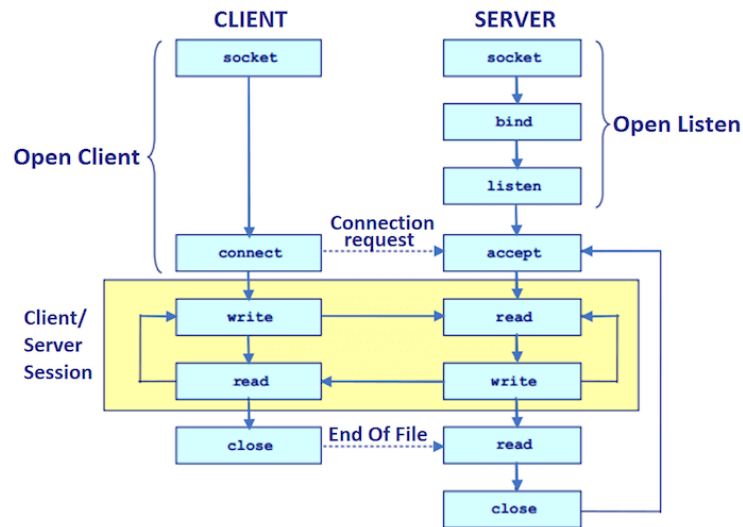 CLIENT
SERVER
socket
socket
bind
Open Listen
Open Client
listen
Connection
request
connect
accept
Client/
Server
Session
write
read
read
write
End Of File
close
read
close